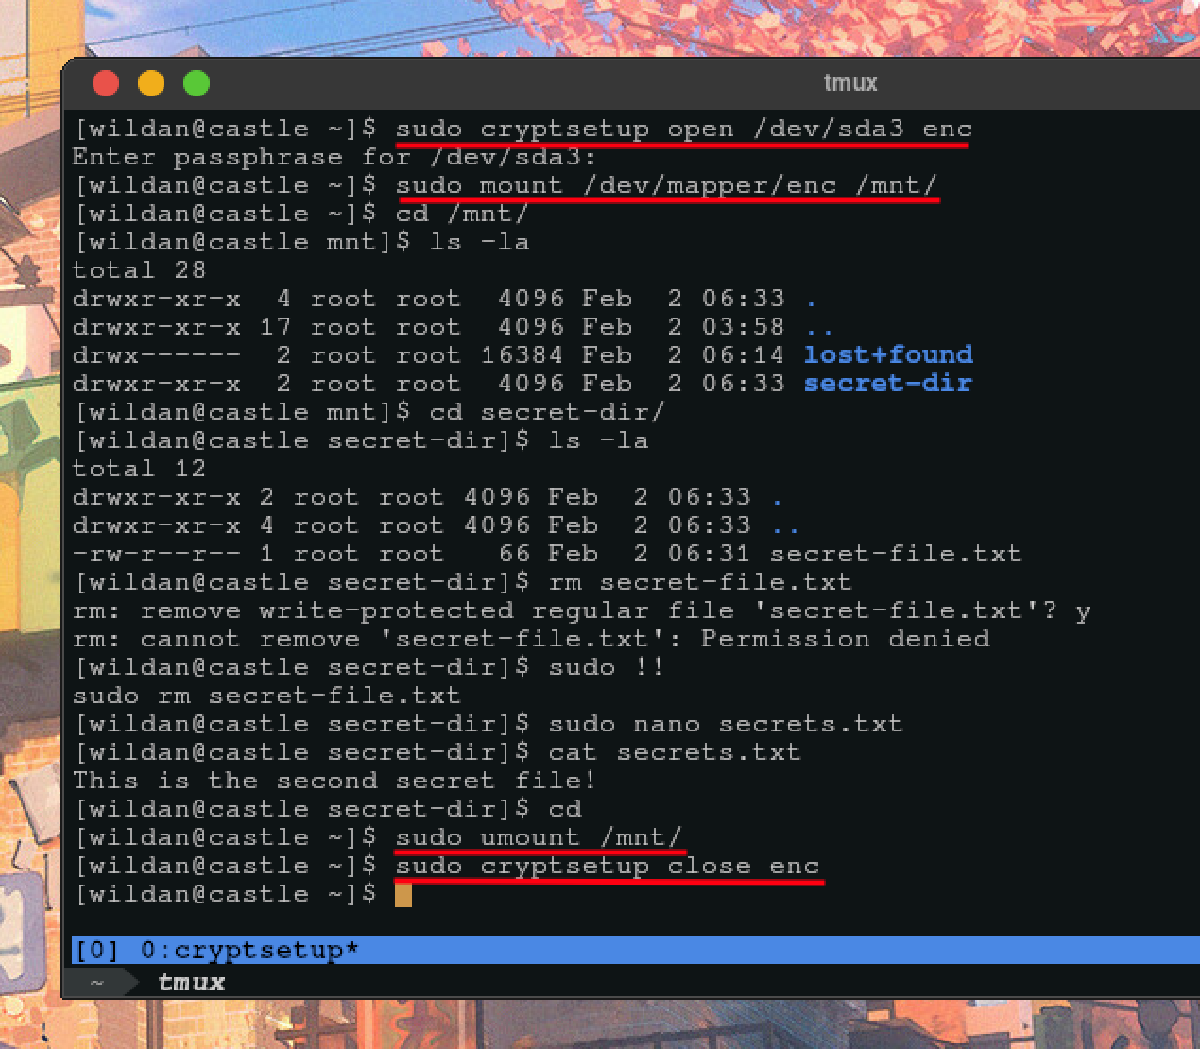 tmux
[wildan@castle ~]$ sudo cryptsetup open /dev/sda3 enc
Enter passphrase for /dev/sda3:
[wildan@castle ~]$ sudo mount /dev/mapper/enc /mnt/
[wildan@castle ~]$ cd /mnt/
[wildan@castle mnt]$ ls -la
total 28
drwxr-xr-x  4 root root  4096 Feb  2 06:33 .
drwxr-xr-x 17 root root  4096 Feb  2 03:58 ..
drwx------  2 root root 16384 Feb  2 06:14 lost+found
drwxr-xr-x  2 root root  4096 Feb  2 06:33 secret-dir
[wildan@castle mnt]$ cd secret-dir/
[wildan@castle secret-dir]$ ls -la
total 12
drwxr-xr-x 2 root root 4096 Feb  2 06:33 .
drwxr-xr-x 4 root root 4096 Feb  2 06:33 ..
-rw-r--r-- 1 root root   66 Feb  2 06:31 secret-file.txt
[wildan@castle secret-dir]$ rm secret-file.txt
rm: remove write-protected regular file 'secret-file.txt'? y
rm: cannot remove 'secret-file.txt': Permission denied
[wildan@castle secret-dir]$ sudo !!
sudo rm secret-file.txt
[wildan@castle secret-dir]$ sudo nano secrets.txt
[wildan@castle secret-dir]$ cat secrets.txt
This is the second secret file!
[wildan@castle secret-dir]$ cd
[wildan@castle ~]$ sudo umount /mnt/
[wildan@castle ~]$ sudo cryptsetup close enc
[wildan@castle ~]$
[0] 0:cryptsetup*
~ tmux